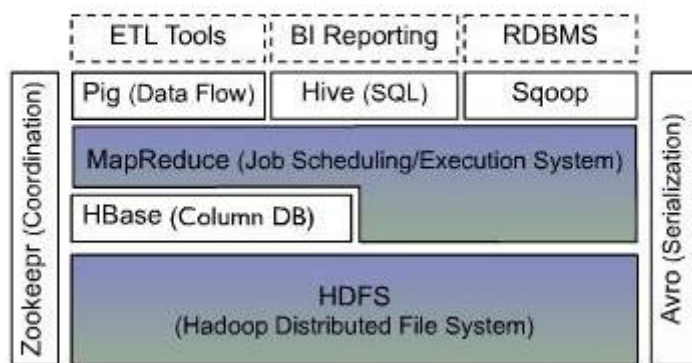 ETL Tools
BI Reporting
RDBMS
Pig (Data Flow)
Hive (SQL)
Sqoop
MapReduce (Job Scheduling/Execution System)
HBase (Column DB)
HDFS
(Hadoop Distributed File System)
Zookeepr (Coordination)
Avro (Serialization)